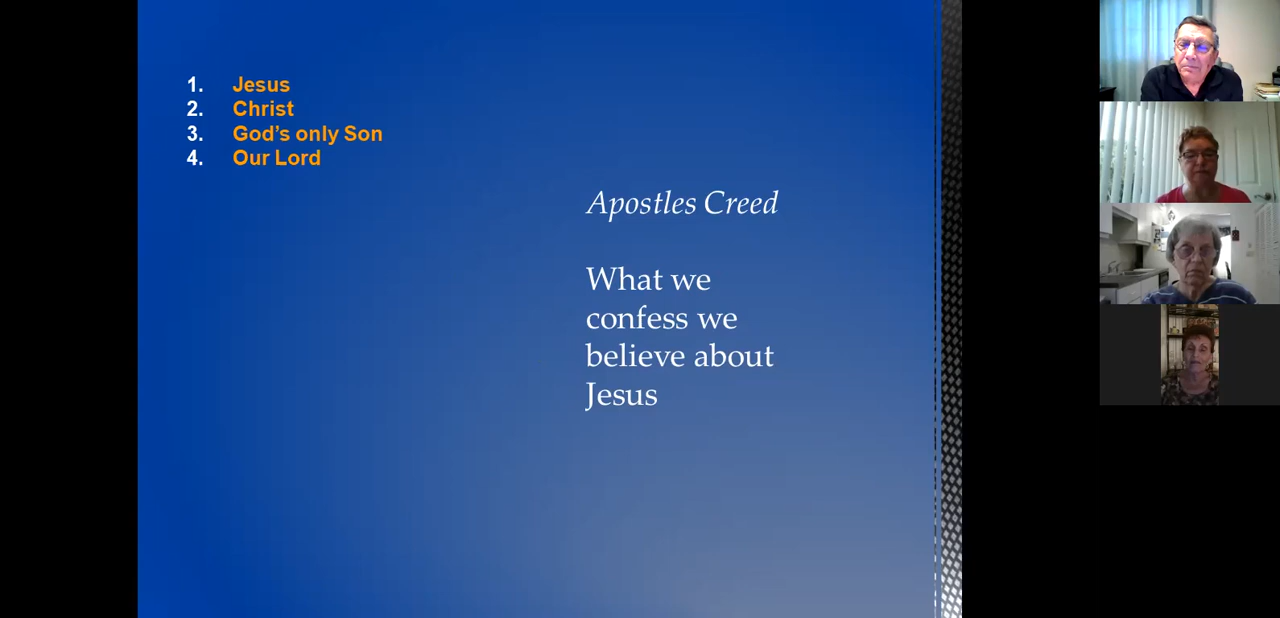 1. Jesus
2. Christ
3. God’s only Son
4. Our Lord
Apostles Creed
What we
confess we
believe about
Jesus